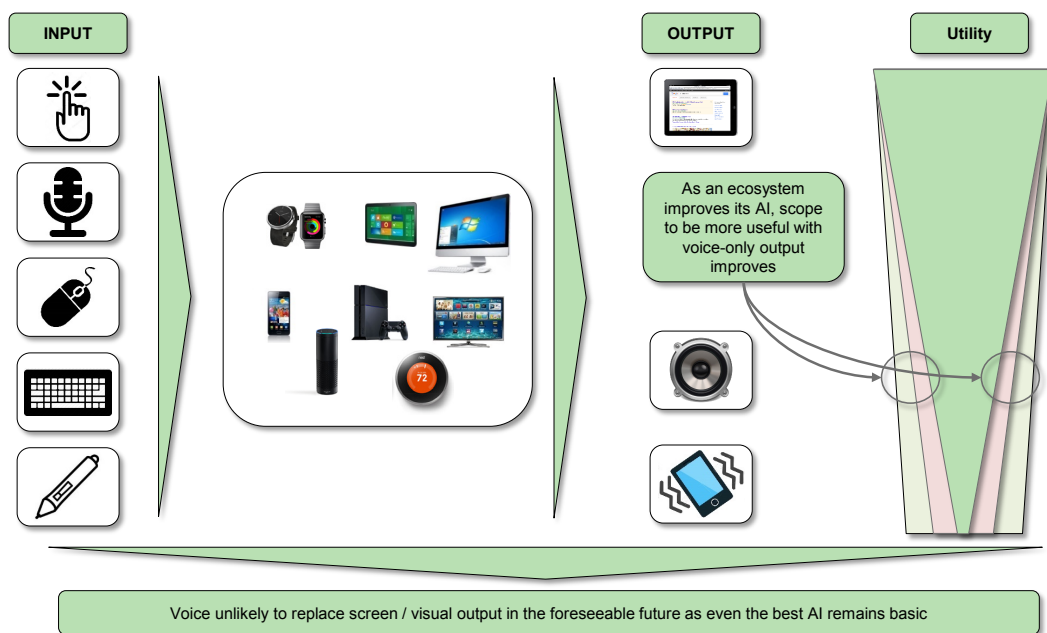 INPUT
OUTPUT
Utility
As an ecosystem
improves its AI, scope
to be more useful with
voice-only output
improves
72
Voice unlikely to replace screen / visual output in the foreseeable future as even the best AI remains basic